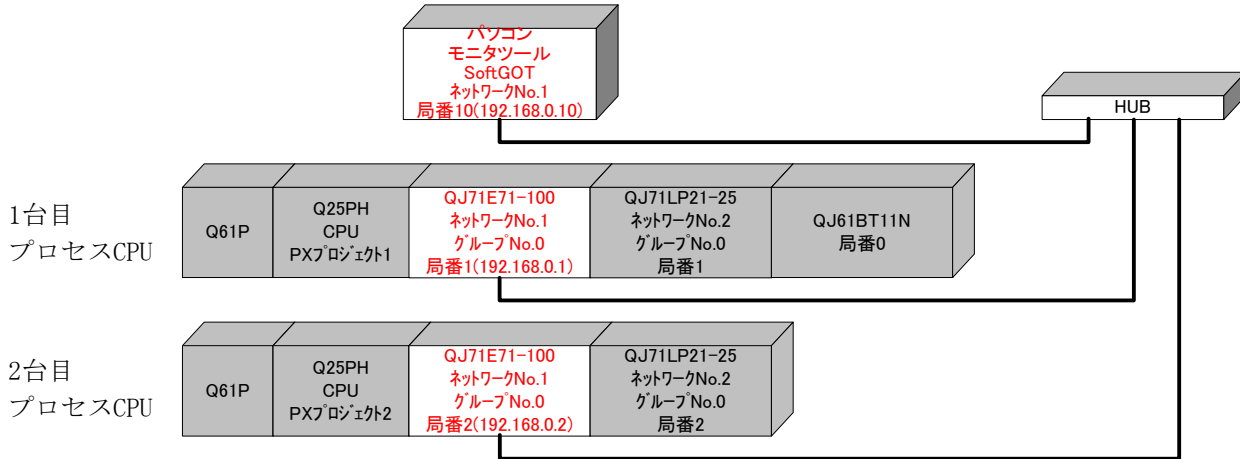 パソコン
モニタツール
SoftGOT
ネットワークNo.1
局番10(192.168.0.10)
HUB
1台目
プロセスCPU
Q61P
Q25PH
CPU
PXﾌﾟﾛｼﾞｪｸﾄ1
QJ71E71-100
ネットワークNo.1
グループNo.0
局番1(192.168.0.1)
QJ71LP21-25
ネットワークNo.2
グループNo.0
局番1
QJ61BT11N
局番0
2台目
プロセスCPU
Q61P
Q25PH
CPU
PXﾌﾟﾛｼﾞｪｸﾄ2
QJ71E71-100
ネットワークNo.1
グループNo.0
局番2(192.168.0.2)
QJ71LP21-25
ネットワークNo.2
グループNo.0
局番2